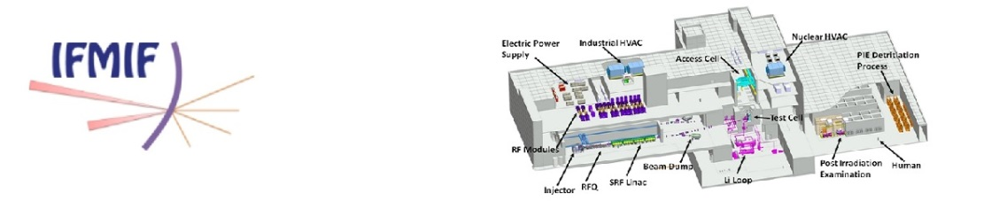 IFMIF
Electric Power
Supply
Industrial HVAC
Access Cell
Nuclear HVAC
PIE Detritiation
Process
Test Cell
RF Modules
Injector
RFQ
SRF Linac
Beam Dump
Li Loop
Post Irradiation
Examination
Human